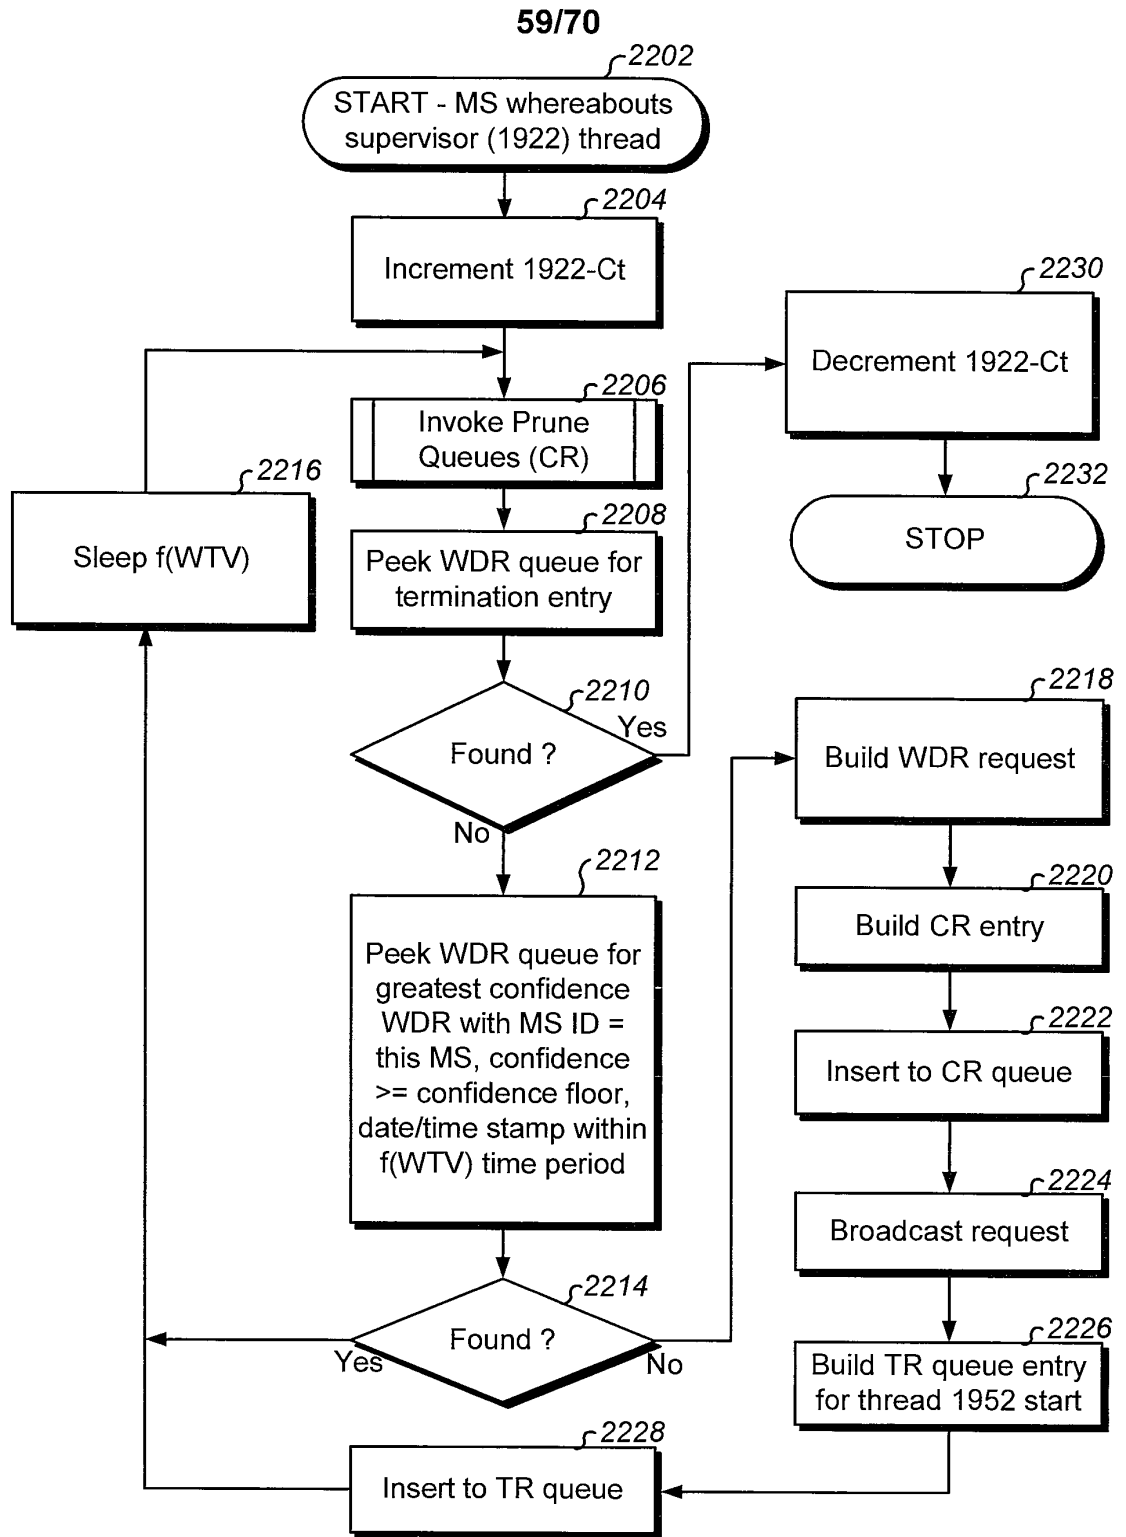 59/70
2202
START - MS whereabouts
supervisor (1922) thread
2204
Increment 1922-Ct
2230
Decrement 1922-Ct
2206
Invoke Prune
Queues (CR)
2216
Sleep f(WTV)
2232
STOP
2208
Peek WDR queue for
termination entry
2210
Found ?
Yes
No
2218
Build WDR request
2212
Peek WDR queue for
greatest confidence
WDR with MS ID =
this MS, confidence
>= confidence floor,
date/time stamp within
f(WTV) time period
2220
Build CR entry
2222
Insert to CR queue
2224
Broadcast request
2214
Found ?
Yes
No
2226
Build TR queue entry
for thread 1952 start
2228
Insert to TR queue